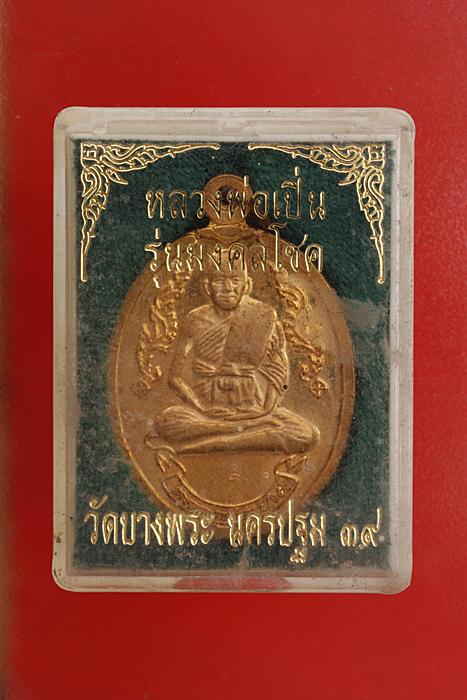 หลวงพ่อเปิ่น
รุ่นมงคลโชค
วัดบางพระ นครปฐม ๓๙